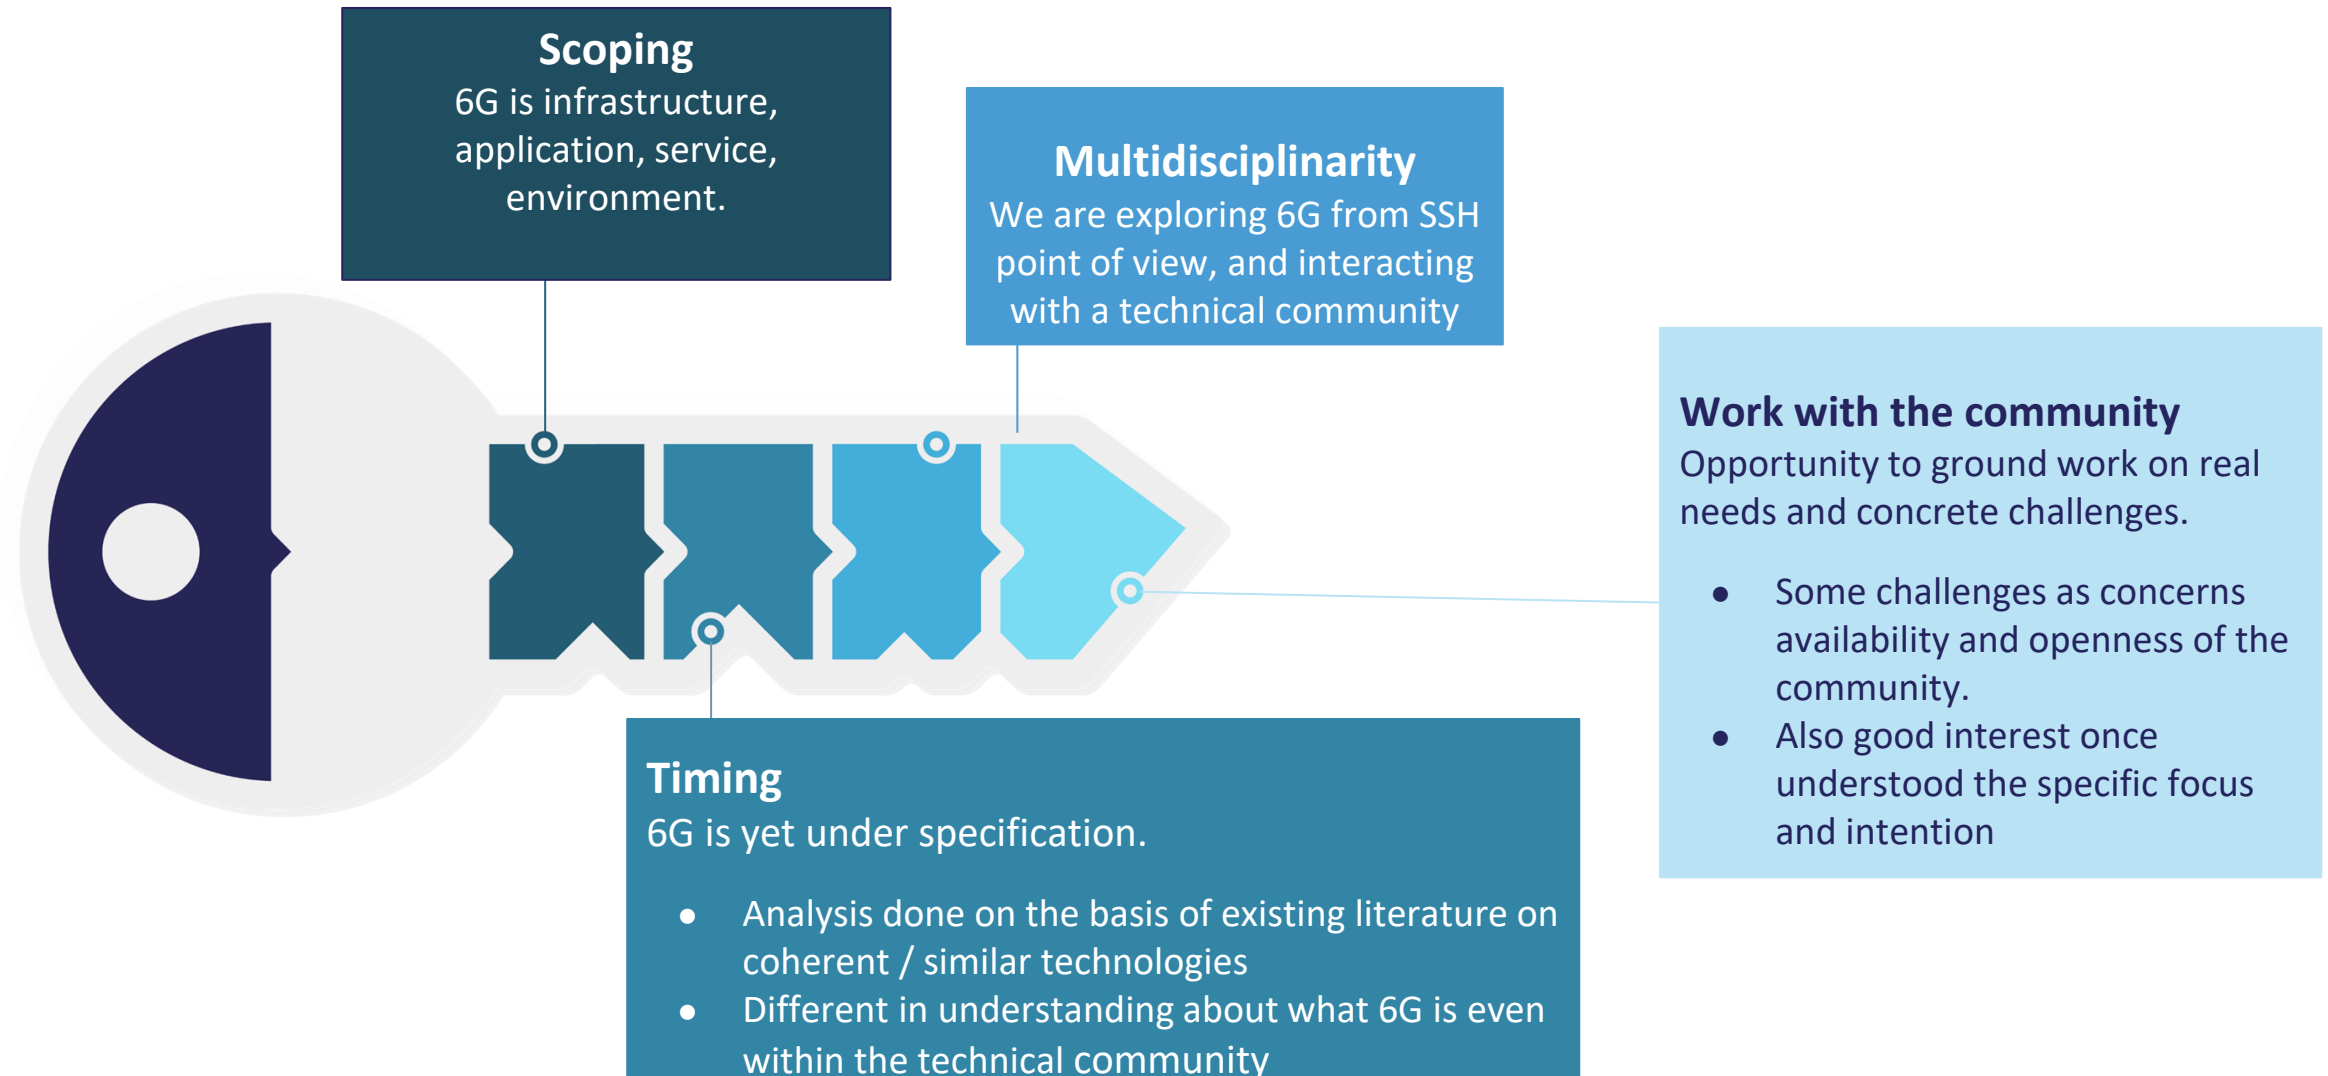 Scoping
6G is infrastructure,
application, service,
environment.
Multidisciplinarity
We are exploring 6G from SSH
point of view, and interacting
with a technical community
Work with the community
Opportunity to ground work on real
needs and concrete challenges.
● Some challenges as concerns
availability and openness of the
community.
● Also good interest once
understood the specific focus
and intention
Timing
6G is yet under specification.
● Analysis done on the basis of existing literature on
coherent / similar technologies
● Different in understanding about what 6G is even
within the technical community